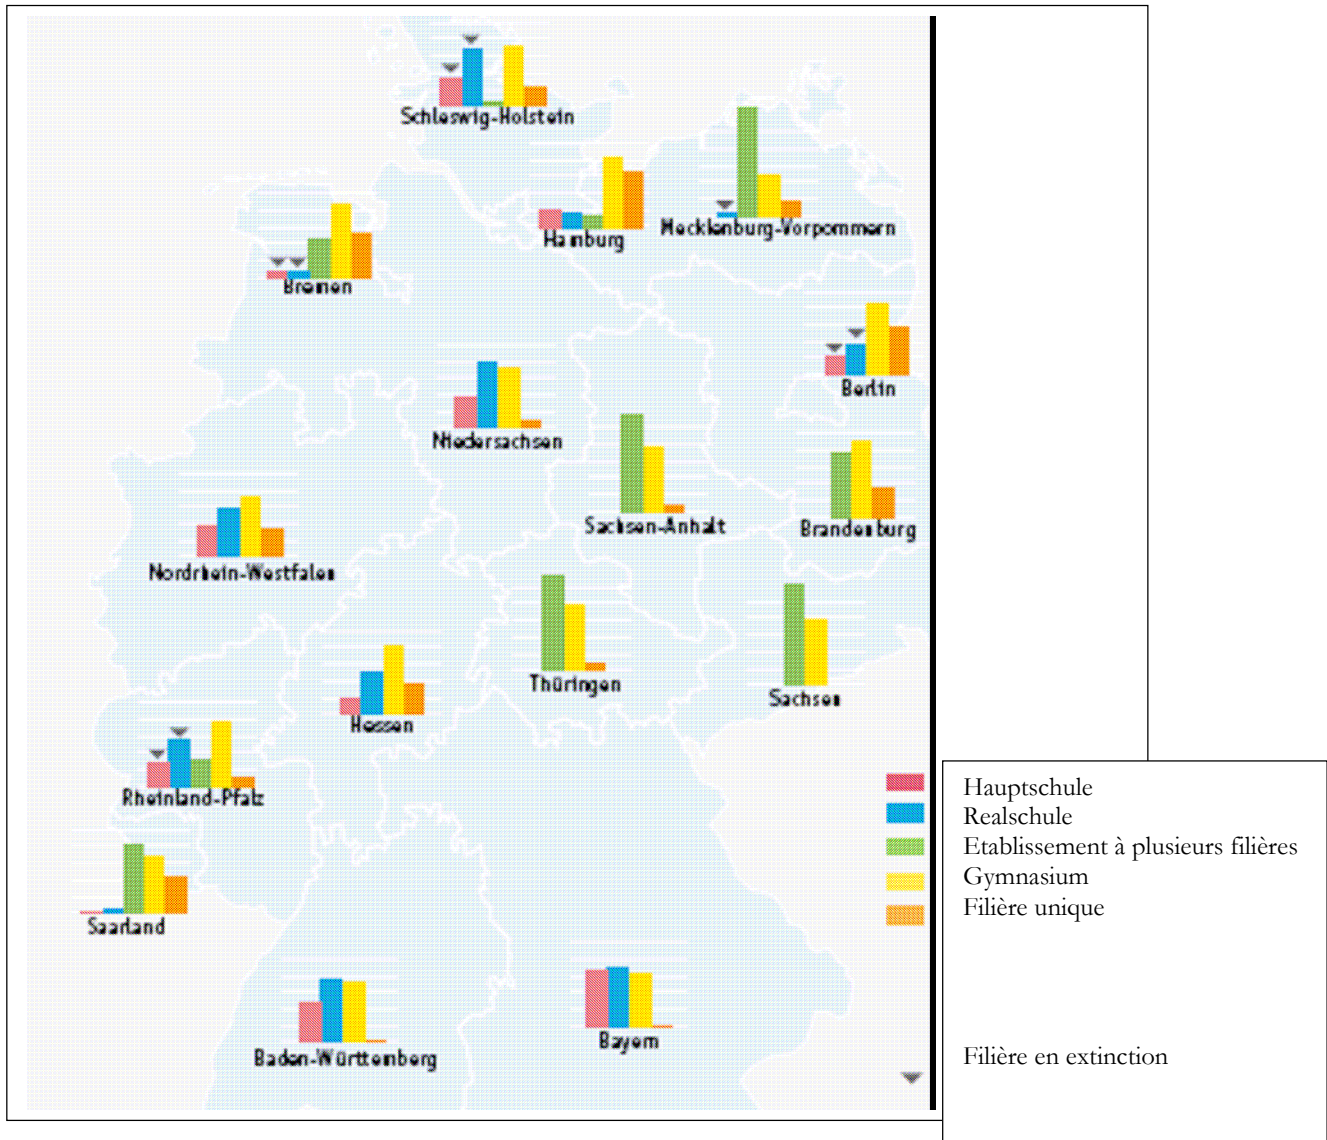 Schleswig-Holstein
Hamburg
Mecklenburg-Vorpommern
Bremen
Berlin
Niedersachsen
Sachsen-Anhalt
Brandenburg
Nordrhein-Westfalen
Thüringen
Sachsen
Hessen
Rheinland-Pfalz
Saarland
Baden-Württemberg
Bayern
Hauptschule
Realschule
Etablissement à plusieurs filières
Gymnasium
Filière unique
Filière en extinction